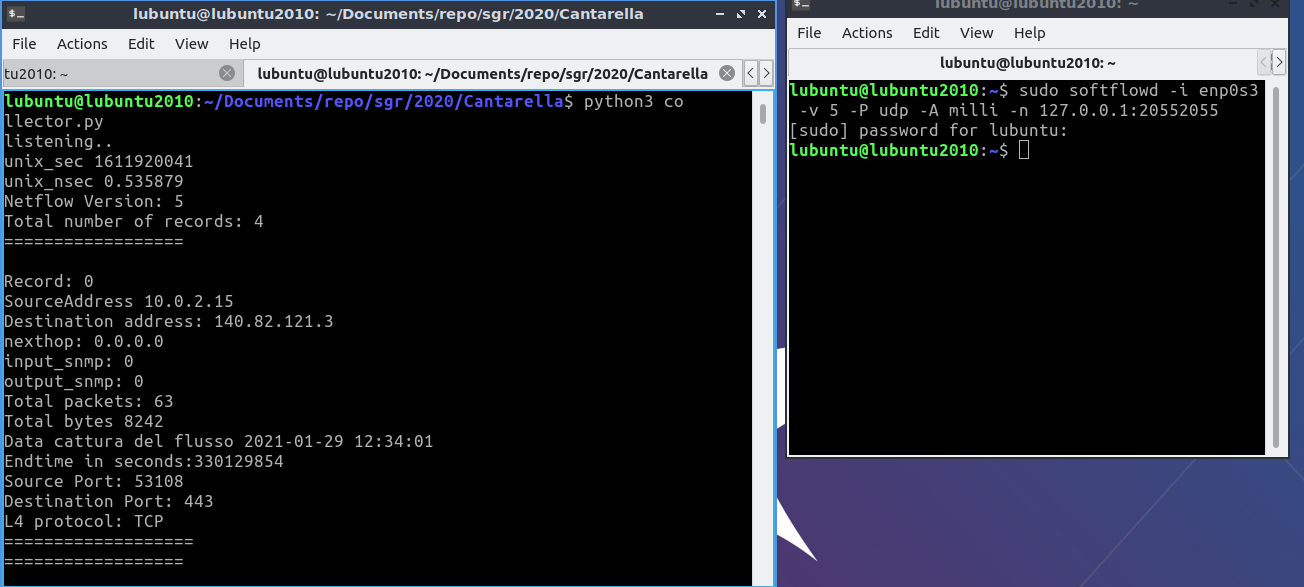 lubuntu@lubuntu2010: ~/Documents/repo/sgr/2020/Cantarella
File Actions Edit View Help
tu2010: ~ lubuntu@lubuntu2010: ~/Documents/repo/sgr/2020/Cantarella
lubuntu@lubuntu2010:~/Documents/repo/sgr/2020/Cantarella$ python3 co
llector.py
listening..
unix_sec 1611920041
unix_nsec 0.535879
Netflow Version: 5
Total number of records: 4
==================

Record: 0
SourceAddress 10.0.2.15
Destination address: 140.82.121.3
nexthop: 0.0.0.0
input_snmp: 0
output_snmp: 0
Total packets: 63
Total bytes 8242
Data cattura del flusso 2021-01-29 12:34:01
Endtime in seconds:330129854
Source Port: 53108
Destination Port: 443
L4 protocol: TCP
===================
==================
lubuntu@lubuntu2010: ~
File Actions Edit View Help
lubuntu@lubuntu2010: ~
lubuntu@lubuntu2010:~$ sudo softflowd -i enp0s3
 -v 5 -P udp -A milli -n 127.0.0.1:20552055
[sudo] password for lubuntu:
lubuntu@lubuntu2010:~$